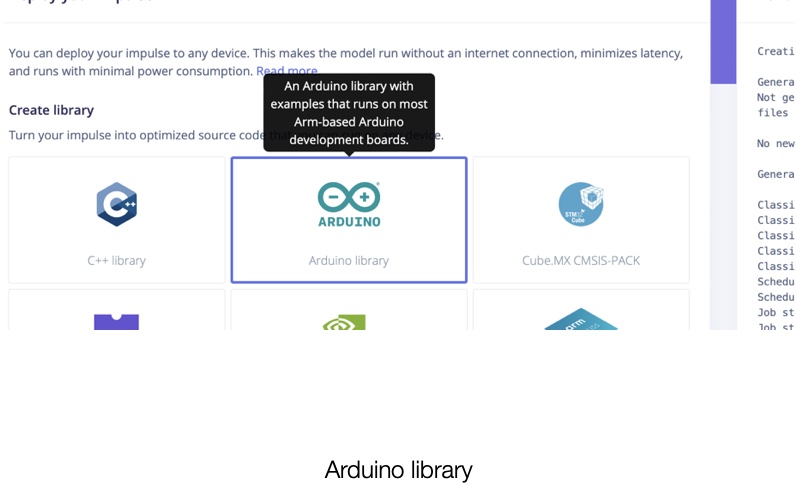 You can deploy your impulse to any device. This makes the model run without an internet connection, minimizes latency,
and runs with minimal power consumption. Read more.
An Arduino library with
examples that runs on most
Arm-based Arduino
development boards.
Create library
Turn your impulse into optimized source code device.
C++
ARDUINO
STM32
Cube
C++ library
Arduino library
Cube.MX CMSIS-PACK
Creati
Genera
Not ge
files
No new
Genera
Classi
Classi
Classi
Classi
Classi
Schedu
Schedu
Job st
Job st
Arduino library